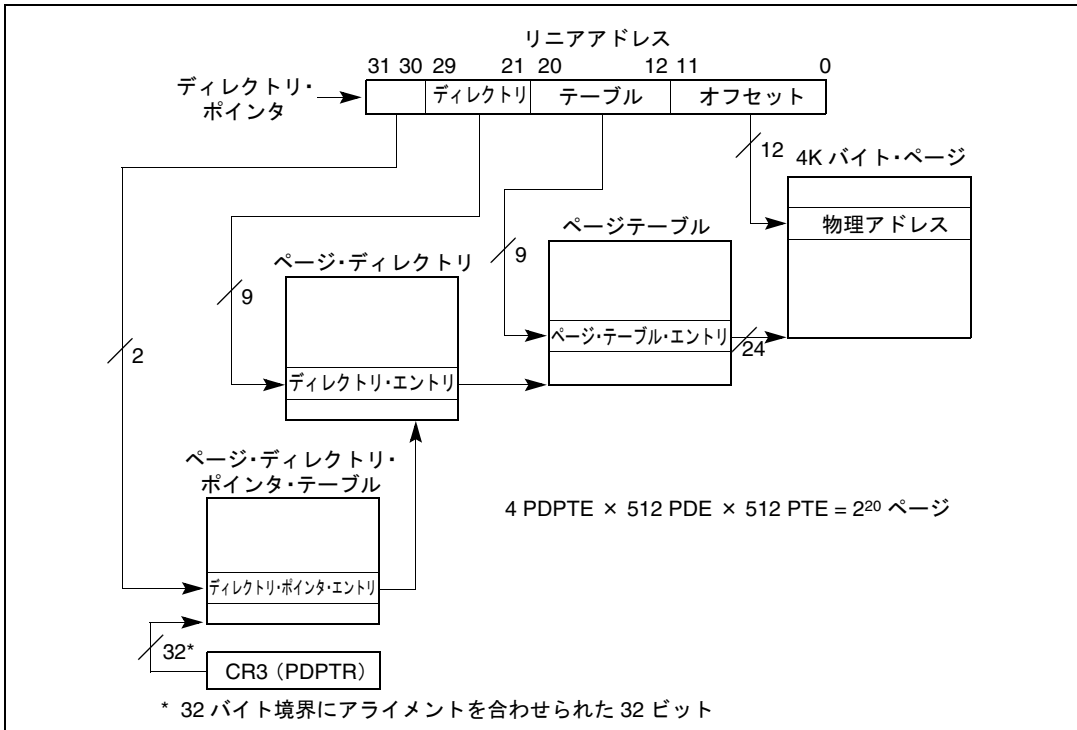 リニアアドレス
31 30 29 21 20 12 11 0
ディレクトリ・
ポインタ
ディレクトリ テーブル オフセット
12
4K バイト・ページ
物理アドレス
ページテーブル
9
ページ・テーブル・エントリ
24
ページ・ディレクトリ
9
ディレクトリ・エントリ
2
ページ・ディレクトリ・
ポインタ・テーブル
ディレクトリ・ポインタ・エントリ
4 PDPTE × 512 PDE × 512 PTE = 2²⁰ ページ
32*
CR3（PDPTR）
* 32 バイト境界にアライメントを合わせられた 32 ビット